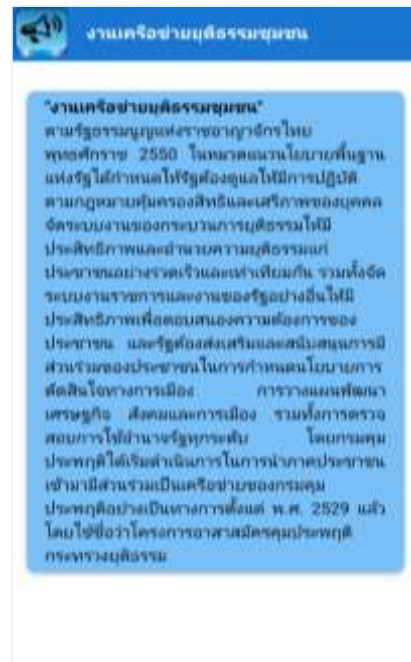 งานเครือข่ายยุติธรรมชุมชน
"งานเครือข่ายยุติธรรมชุมชน"
ตามรัฐธรรมนูญแห่งราชอาญาจักรไทย
พุทธศักราช 2550 ในหมวดแนวนโยบายพื้นฐาน
แห่งรัฐได้กำหนดให้รัฐต้องดูแลให้มีการปฏิบัติ
ตามกฎหมายคุ้มครองสิทธิและเสรีภาพของบุคคล
จัดระบบงานของกระบวนการยุติธรรมให้มี
ประสิทธิภาพและอำนวยความยุติธรรมแก่
ประชาชนอย่างรวดเร็วและเท่าเทียมกัน รวมทั้งจัด
ระบบงานราชการและงานของรัฐอย่างอื่นให้มี
ประสิทธิภาพเพื่อตอบสนองความต้องการของ
ประชาชน และรัฐต้องส่งเสริมและสนับสนุนการมี
ส่วนร่วมของประชาชนในการกำหนดนโยบายการ
ตัดสินใจทางการเมือง การวางแผนพัฒนา
เศรษฐกิจ สังคมและการเมือง รวมทั้งการตรวจ
สอบการใช้อำนาจรัฐทุกระดับ โดยกรมคุม
ประพฤติได้เริ่มดำเนินการในการนำภาคประชาชน
เข้ามามีส่วนร่วมเป็นเครือข่ายของกรมคุม
ประพฤติอย่างเป็นทางการตั้งแต่ พ.ศ. 2529 แล้ว
โดยใช้ชื่อว่าโครงการอาสาสมัครคุมประพฤติ
กระทรวงยุติธรรม